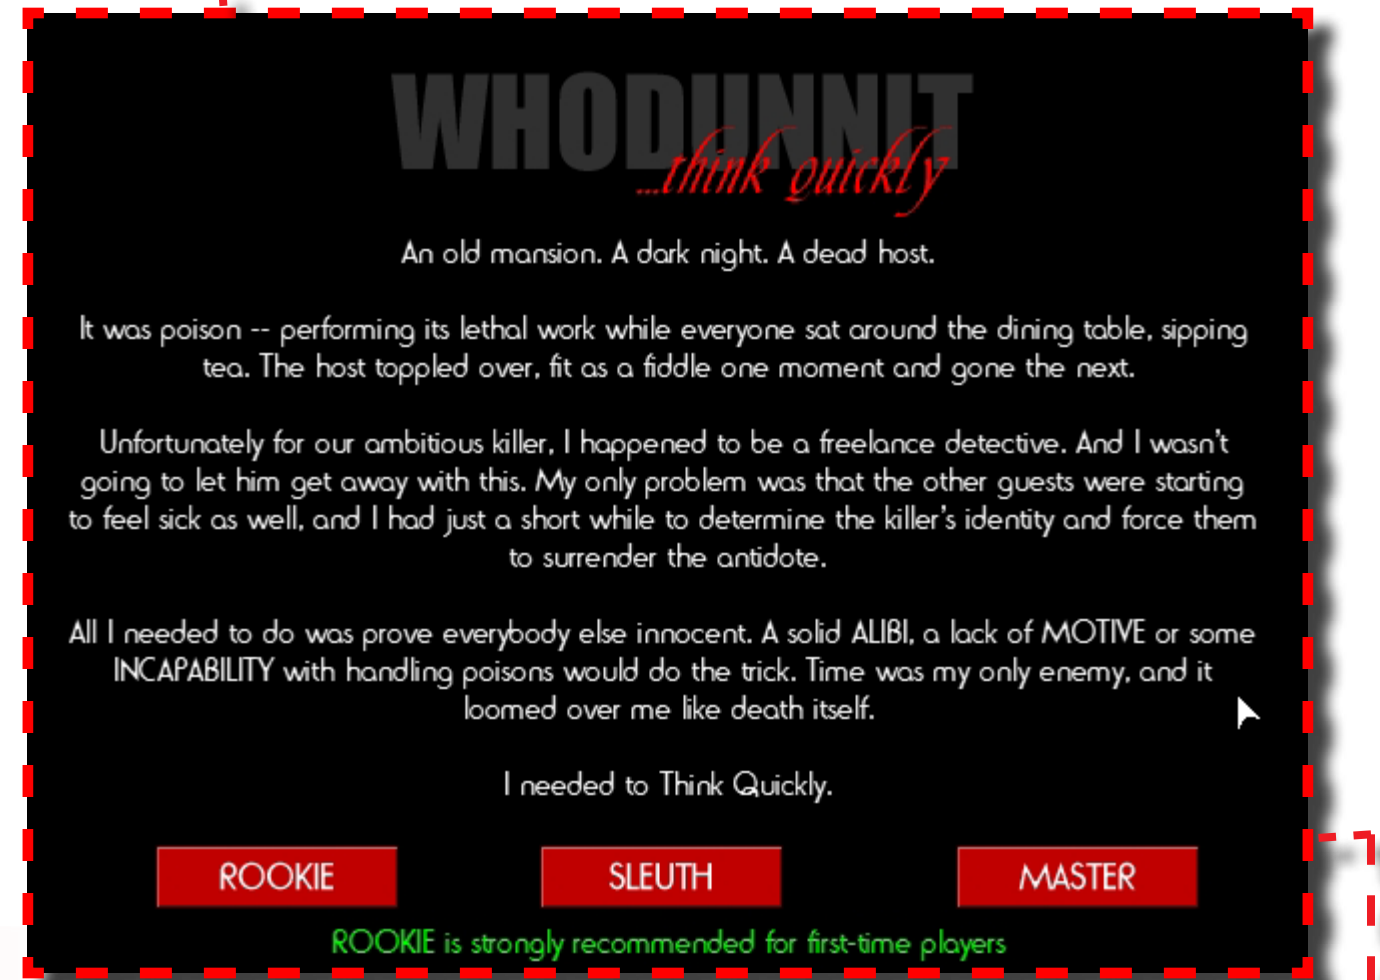 WHODUNNIT
...think quickly
An old mansion. A dark night. A dead host.
It was poison -- performing its lethal work while everyone sat around the dining table, sipping
tea. The host toppled over, fit as a fiddle one moment and gone the next.
Unfortunately for our ambitious killer, I happened to be a freelance detective. And I wasn't
going to let him get away with this. My only problem was that the other guests were starting
to feel sick as well, and I had just a short while to determine the killer's identity and force them
to surrender the antidote.
All I needed to do was prove everybody else innocent. A solid ALIBI, a lack of MOTIVE or some
INCAPABILITY with handling poisons would do the trick. Time was my only enemy, and it
loomed over me like death itself.
I needed to Think Quickly.
ROOKIE SLEUTH MASTER
ROOKIE is strongly recommended for first-time players